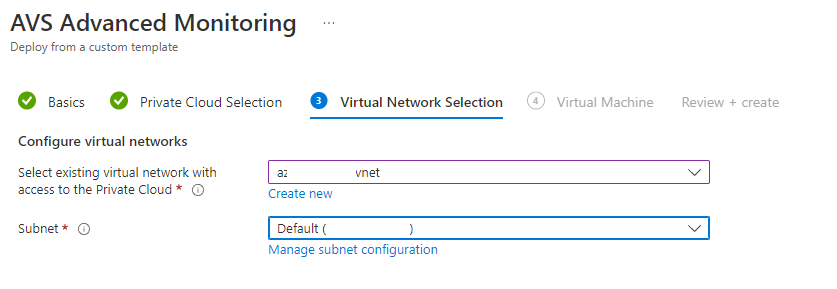 AVS Advanced Monitoring ...
Deploy from a custom template
Basics Private Cloud Selection 3 Virtual Network Selection 4 Virtual Machine Review + create
Configure virtual networks
Select existing virtual network with
access to the Private Cloud *
az vnet
Create new
Subnet *
Default ( )
Manage subnet configuration